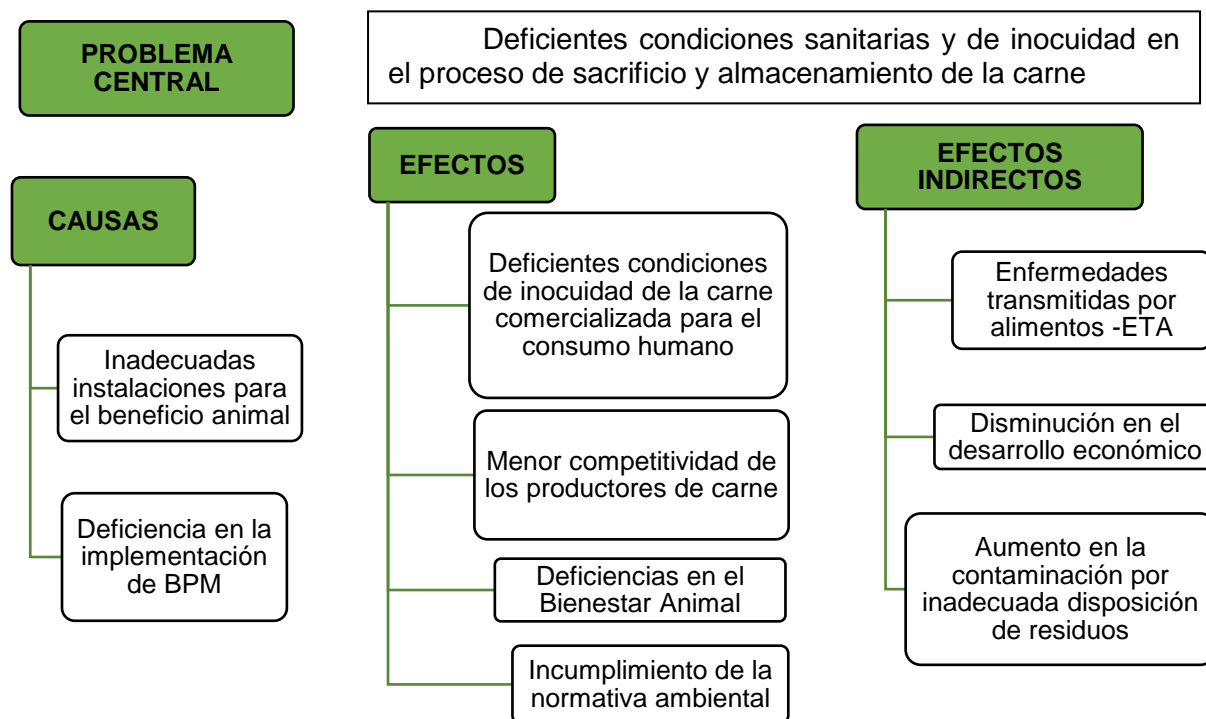 PROBLEMA
CENTRAL
Deficientes condiciones sanitarias y de inocuidad en
el proceso de sacrificio y almacenamiento de la carne
CAUSAS
Inadecuadas
instalaciones para
el beneficio animal
Deficiencia en la
implementación
de BPM
EFECTOS
Deficientes condiciones
de inocuidad de la carne
comercializada para el
consumo humano
Menor competitividad de
los productores de carne
Deficiencias en el
Bienestar Animal
Incumplimiento de la
normativa ambiental
EFECTOS
INDIRECTOS
Enfermedades
transmitidas por
alimentos -ETA
Disminución en el
desarrollo económico
Aumento en la
contaminación por
inadecuada disposición
de residuos